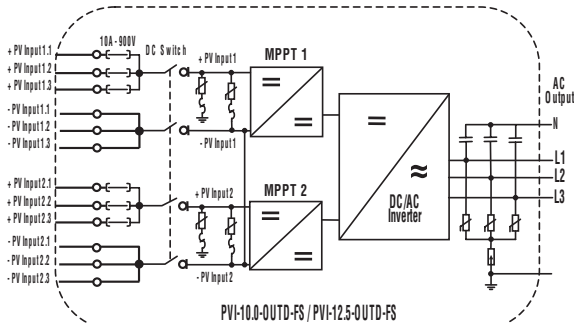 10A - 900V
DC Switch
+ PV Input1.1
+ PV Input1.2
+ PV Input1.3
+ PV Input1
MPPT 1
- PV Input1.1
- PV Input1.2
- PV Input1.3
- PV Input1
AC
Output
N
L1
L2
L3
DC/AC
Inverter
+ PV Input2.1
+ PV Input2.2
+ PV Input2.3
+ PV Input2
MPPT 2
- PV Input2.1
- PV Input2.2
- PV Input2.3
- PV Input2
PVI-10.0-OUTD-FS / PVI-12.5-OUTD-FS